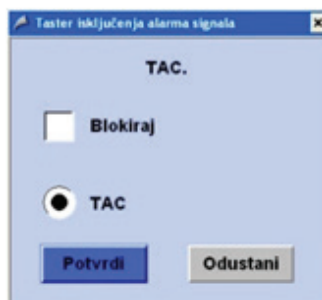 Taster isključenja alarma signala
TAC.
Blokiraj
TAC
Potvrdi
Odustani